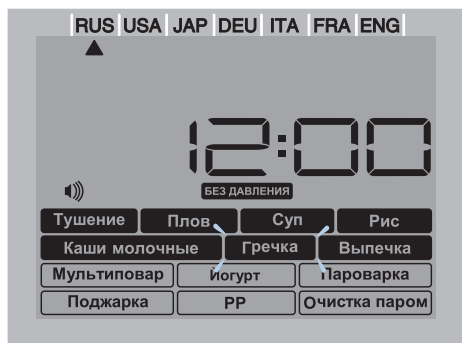 RUS USA JAP DEU ITA FRA ENG
12:00
БЕЗ ДАВЛЕНИЯ
Тушение Плов Суп Рис
Каши молочные Гречка Выпечка
Мультиповар Йогурт Пароварка
Поджарка PP Очистка паром